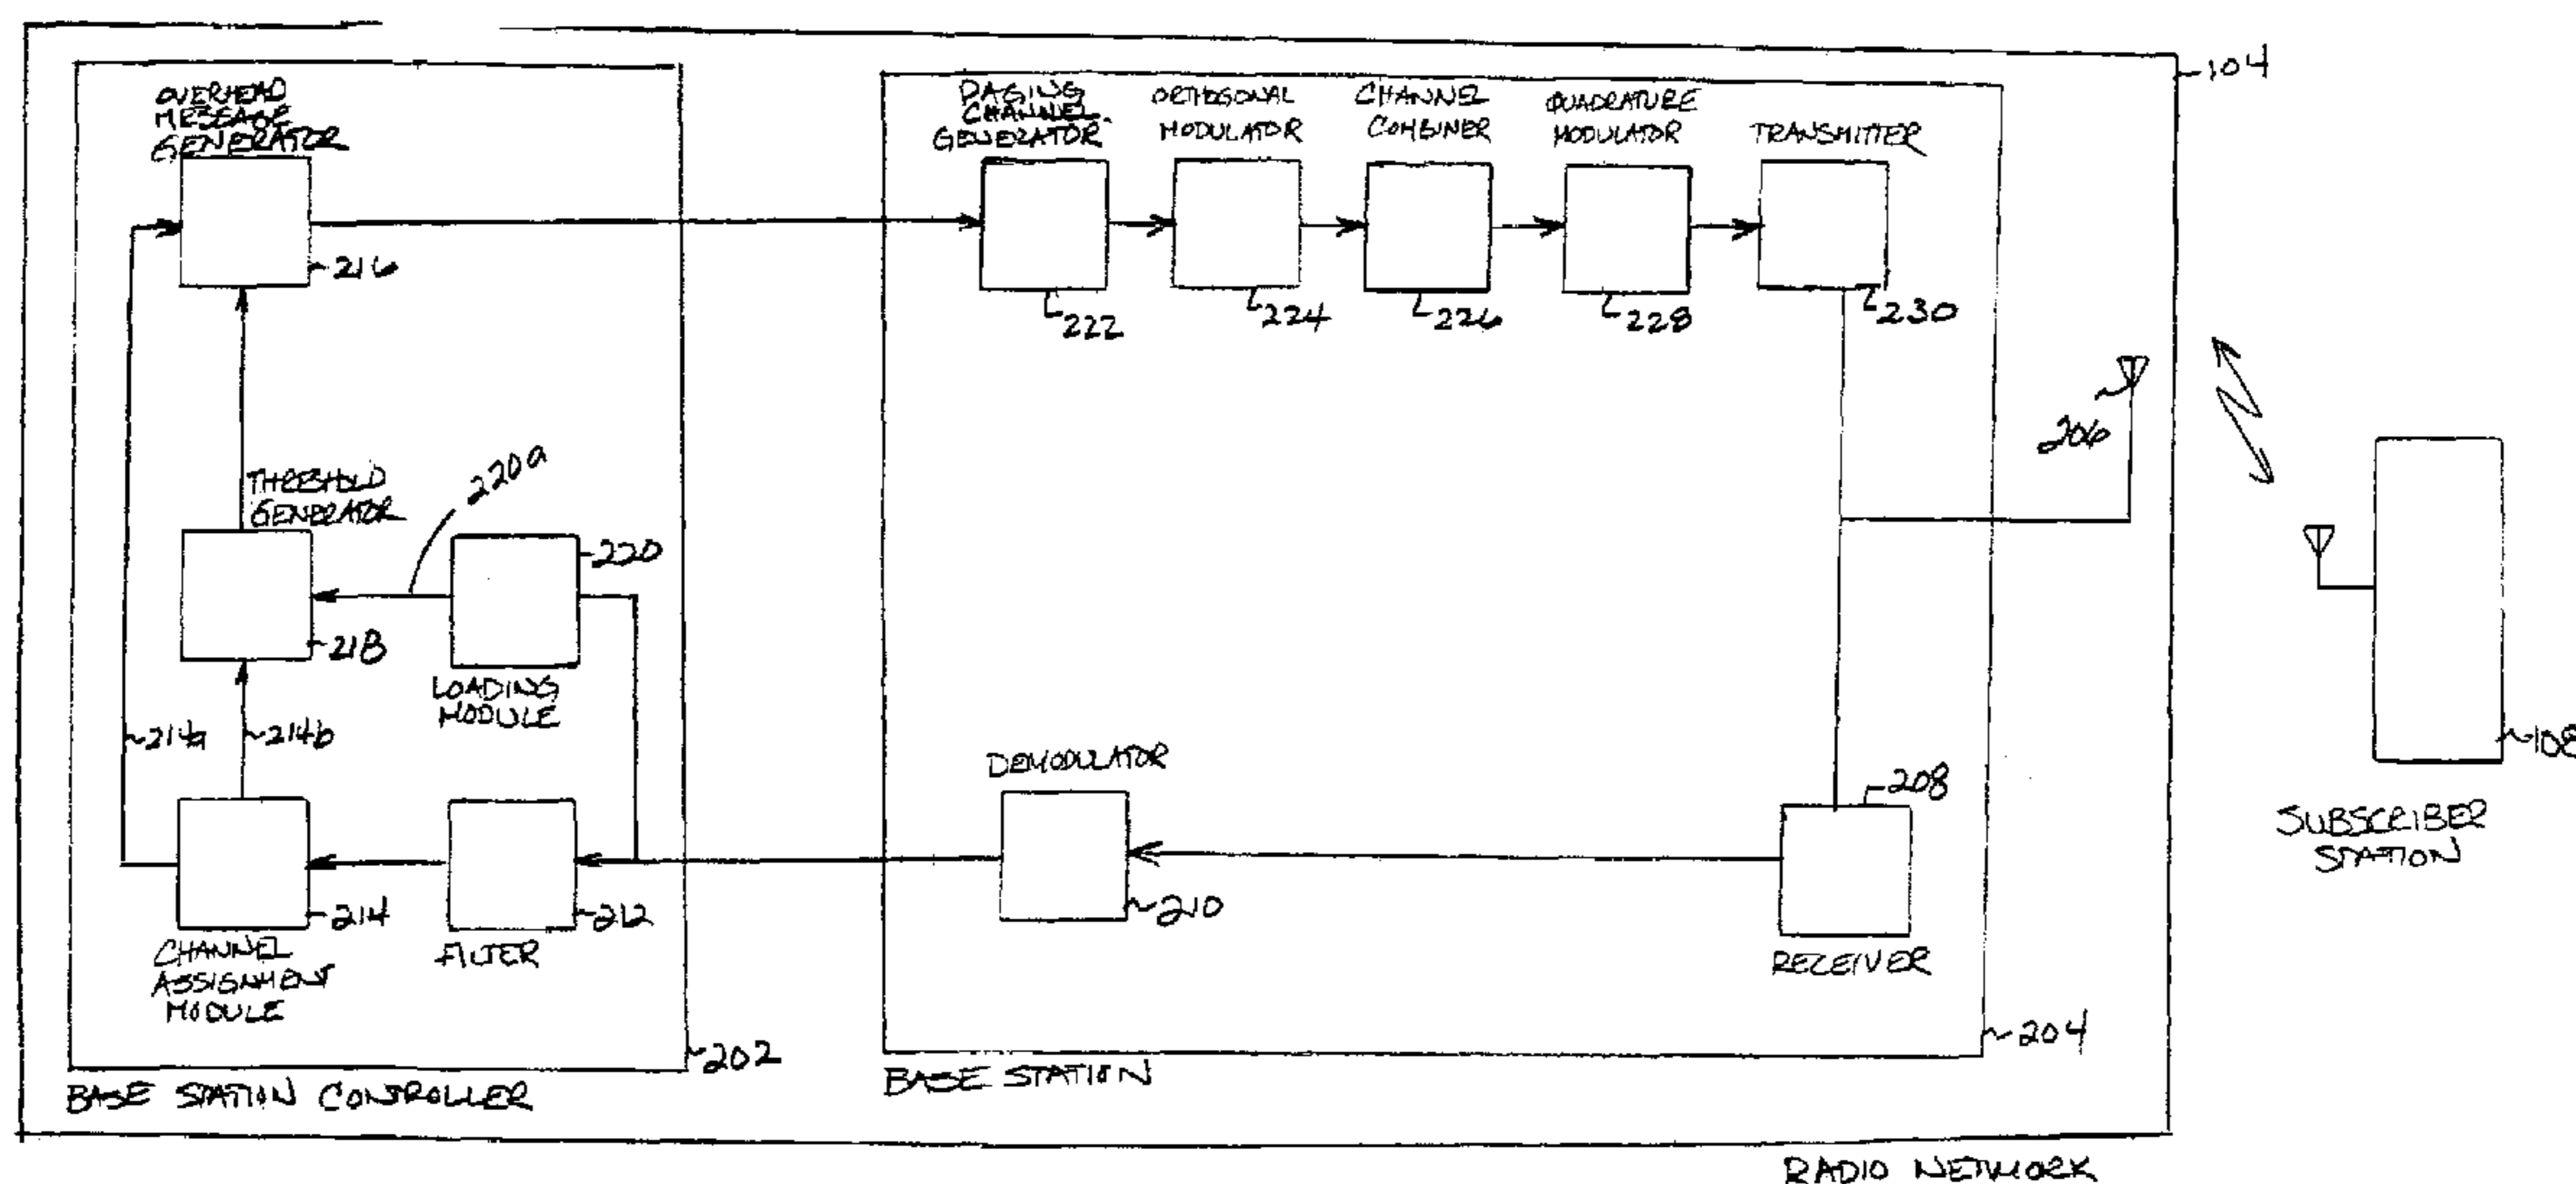 104
OVERHEAD
MESSAGE
GENERATOR
PAGING
CHANNEL
GENERATOR
ORTHOGONAL
MODULATOR
CHANNEL
COMBINER
QUADRATURE
MODULATOR
TRANSMITTER
216
222
224
226
228
230
206
THRESHOLD
GENERATOR
220a
220
218
LOADING
MODULE
214a
214b
DEMODULATOR
208
108
SUBSCRIBER
STATION
214
212
210
CHANNEL
ASSIGNMENT
MODULE
FILTER
RECEIVER
202
204
BASE STATION CONTROLLER
BASE STATION
RADIO NETWORK